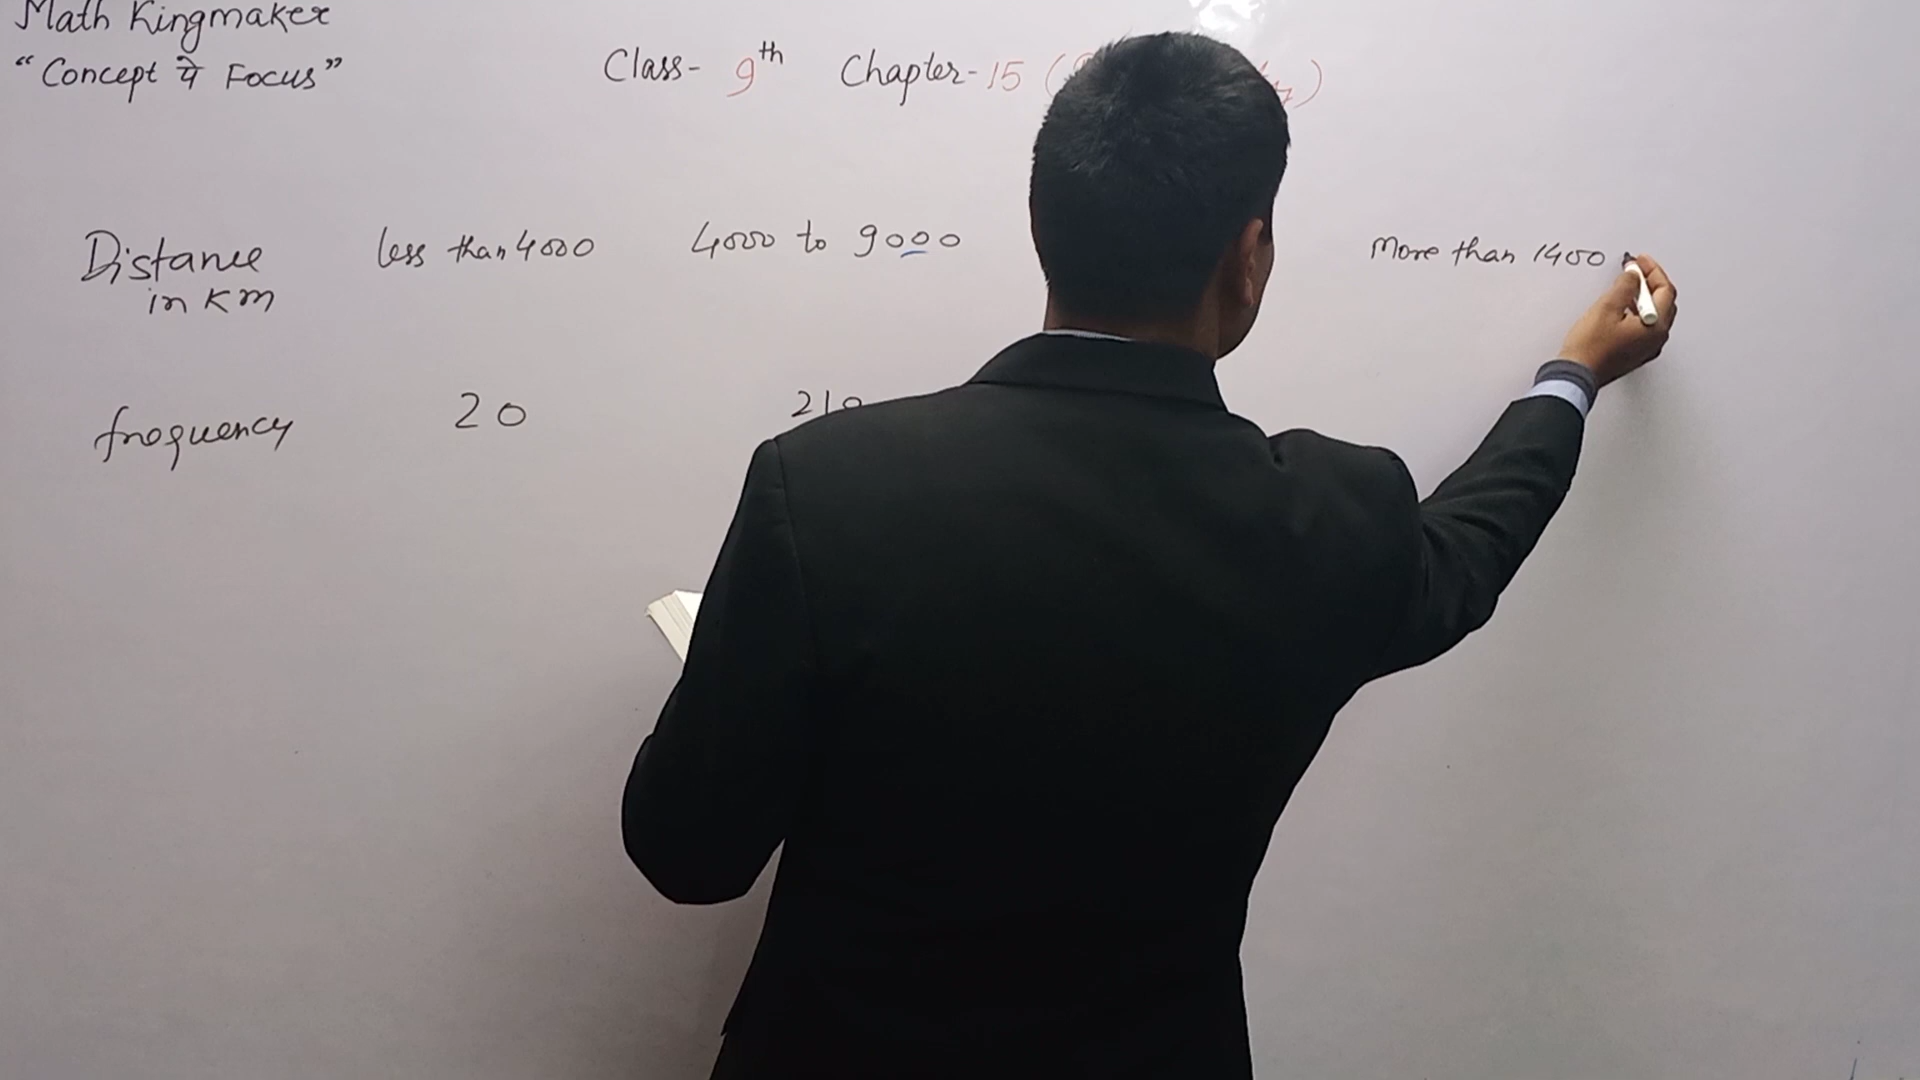 Math Kingmaker
"Concept पे Focus"
Class- 9th Chapter- 15 (
Distance less than 4000 4000 to 9000 More than 1400
in KM
frequency 20 210